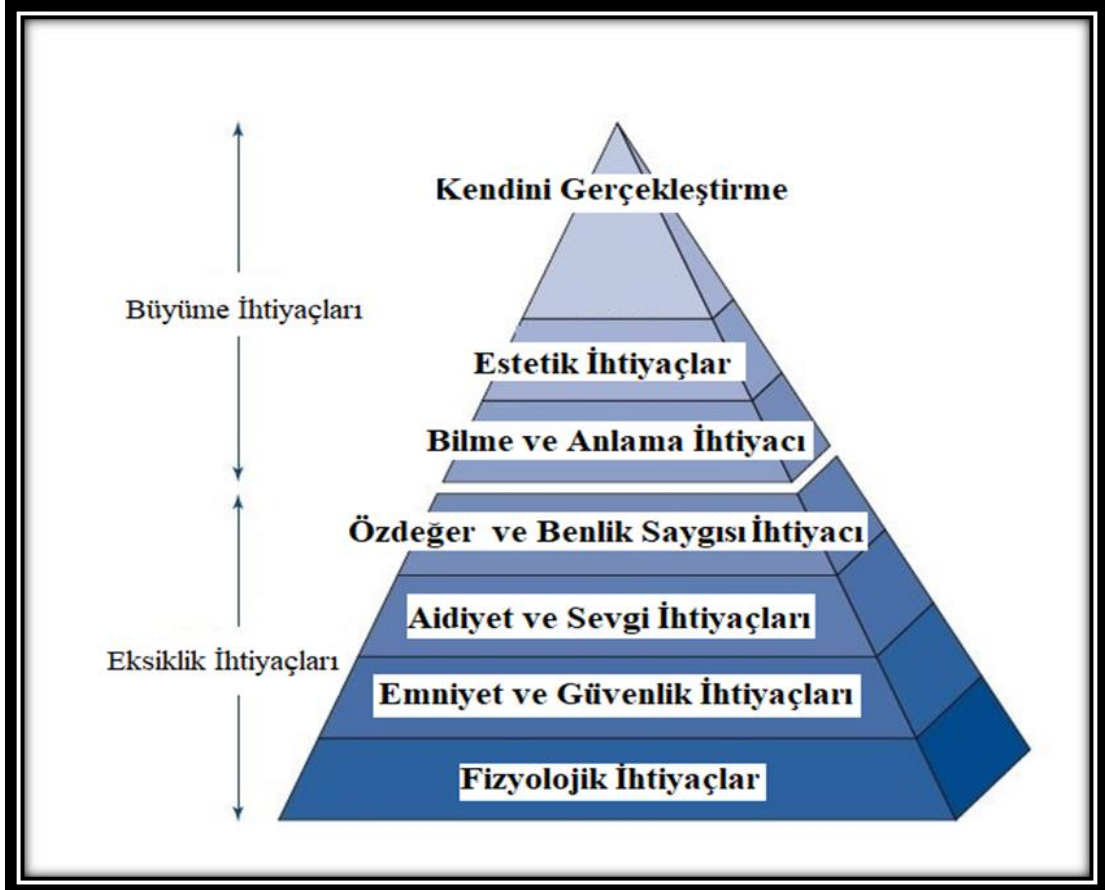 Kendini Gerçekleştirme
Büyüme İhtiyaçları
Estetik İhtiyaçlar
Bilme ve Anlama İhtiyacı
Özdeğer ve Benlik Saygısı İhtiyacı
Aidiyet ve Sevgi İhtiyaçları
Eksiklik İhtiyaçları
Emniyet ve Güvenlik İhtiyaçları
Fizyolojik İhtiyaçlar